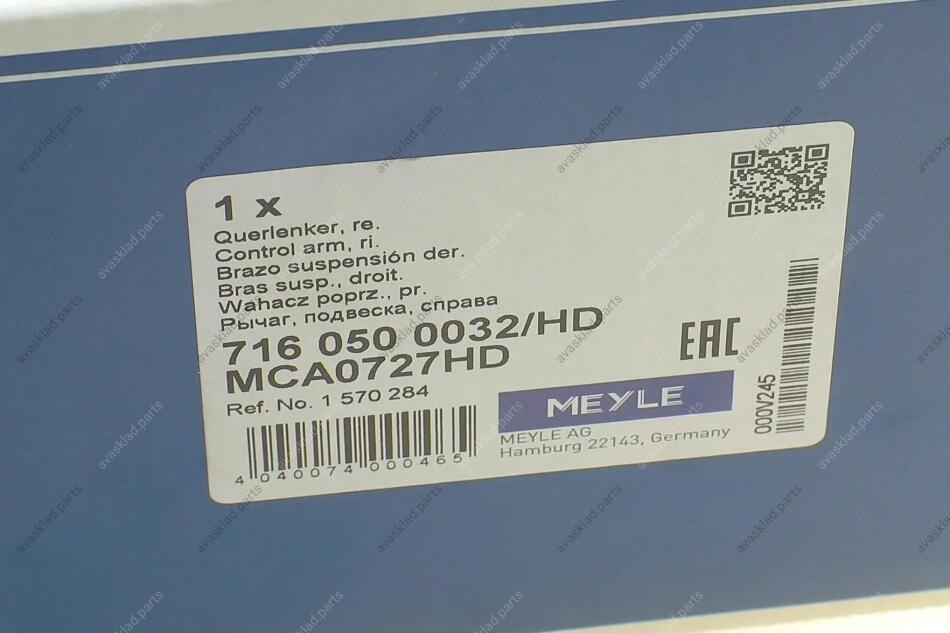 1 x
Querlenker, re.
Control arm, ri.
Brazo suspensión der.
Bras susp., droit.
Wahacz poprz., pr.
Рычаг, подвеска, справа
716 050 0032/HD
MCA0727HD
Ref. No. 1 570 284
4 040074 000465
EAC
MEYLE
MEYLE AG
Hamburg 22143, Germany
000V245
avasklad.parts